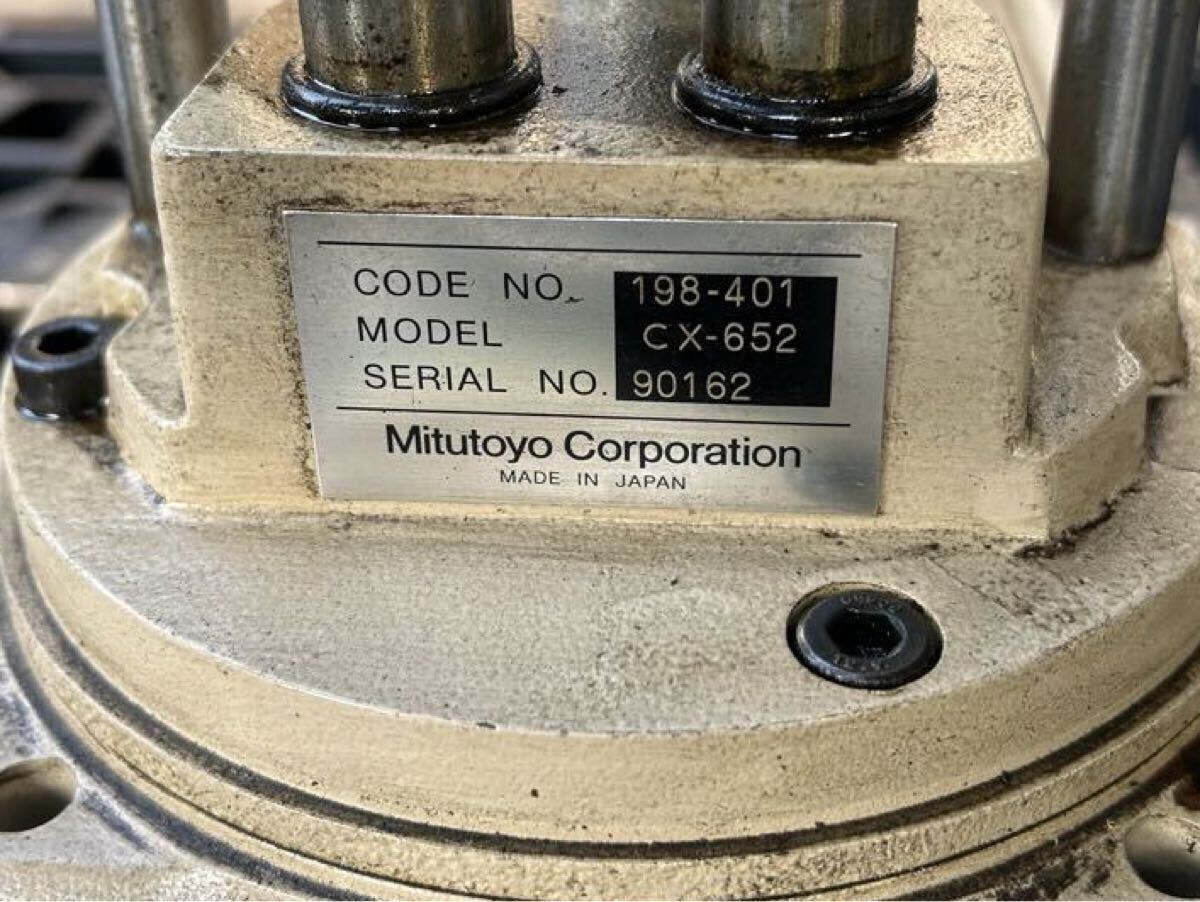 CODE NO. 198-401
MODEL CX-652
SERIAL NO. 90162
Mitutoyo Corporation
MADE IN JAPAN